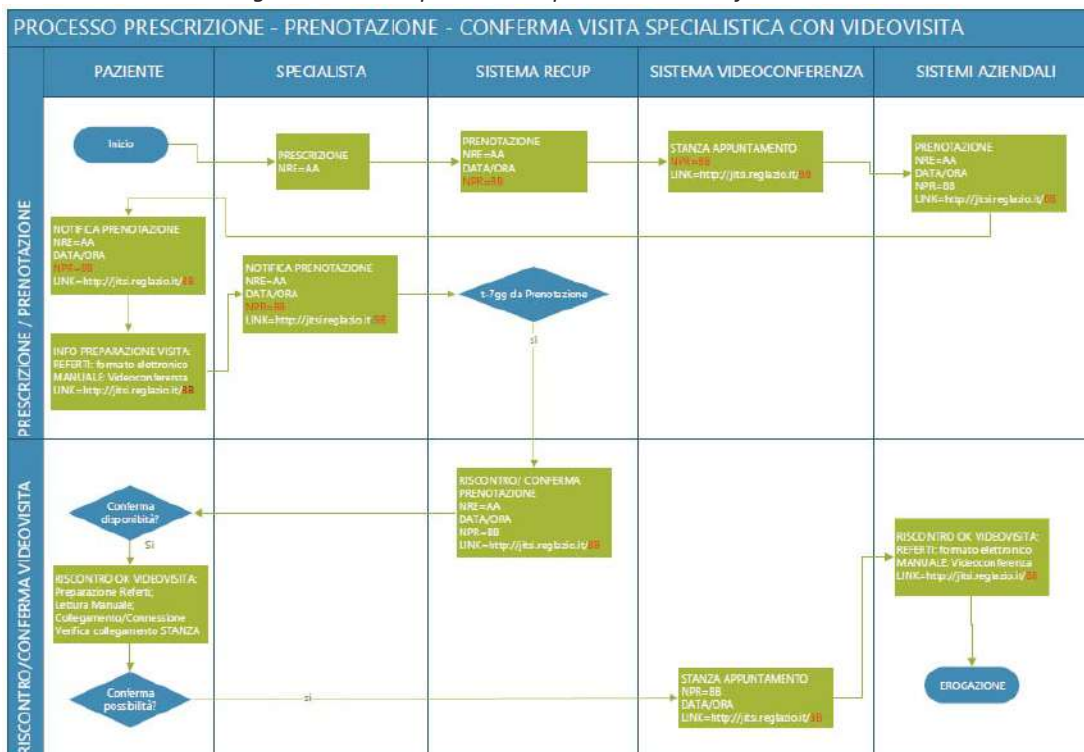 PROCESSO PRESCRIZIONE - PRENOTAZIONE - CONFERMA VISITA SPECIALISTICA CON VIDEOVISITA
PAZIENTE
SPECIALISTA
SISTEMA RECUP
SISTEMA VIDEOCONFERENZA
SISTEMI AZIENDALI
PRESCRIZIONE / PRENOTAZIONE
Inizio
PRESCRIZIONE
NRE=AA
PRENOTAZIONE
NRE=AA
DATA/ORA
NPR=BB
STANZA APPUNTAMENTO
NPR=BB
LINK=http://jitsi.reglazio.it/BB
PRENOTAZIONE
NRE=AA
DATA/ORA
NPR=BB
LINK=http://jitsi.reglazio.it/BB
NOTIFICA PRENOTAZIONE
NRE=AA
DATA/ORA
NPR=BB
LINK=http://jitsi.reglazio.it/BB
NOTIFICA PRENOTAZIONE
NRE=AA
DATA/ORA
NPR=BB
LINK=http://jitsi.reglazio.it/BB
t-7gg da Prenotazione
si
INFO PREPARAZIONE VISITA:
REFERTI: formato elettronico
MANUALE: Videoconferenza
LINK=http://jitsi.reglazio.it/BB
RISCONTRO/CONFERMA VIDEOVISITA
RISCONTRO/ CONFERMA
PRENOTAZIONE
NRE=AA
DATA/ORA
NPR=BB
LINK=http://jitsi.reglazio.it/BB
Conferma
disponibità?
Si
RISCONTRO OK VIDEOVISITA:
Preparazione Referti;
Lettura Manuale;
Collegamento/Connessione
Verifica collegamento STANZA
Conferma
possibilità?
si
STANZA APPUNTAMENTO
NPR=BB
DATA/ORA
LINK=http://jitsi.reglazio.it/BB
RISCONTRO OK VIDEOVISITA:
REFERTI: formato elettronico
MANUALE: Videoconferenza
LINK=http://jitsi.reglazio.it/BB
EROGAZIONE